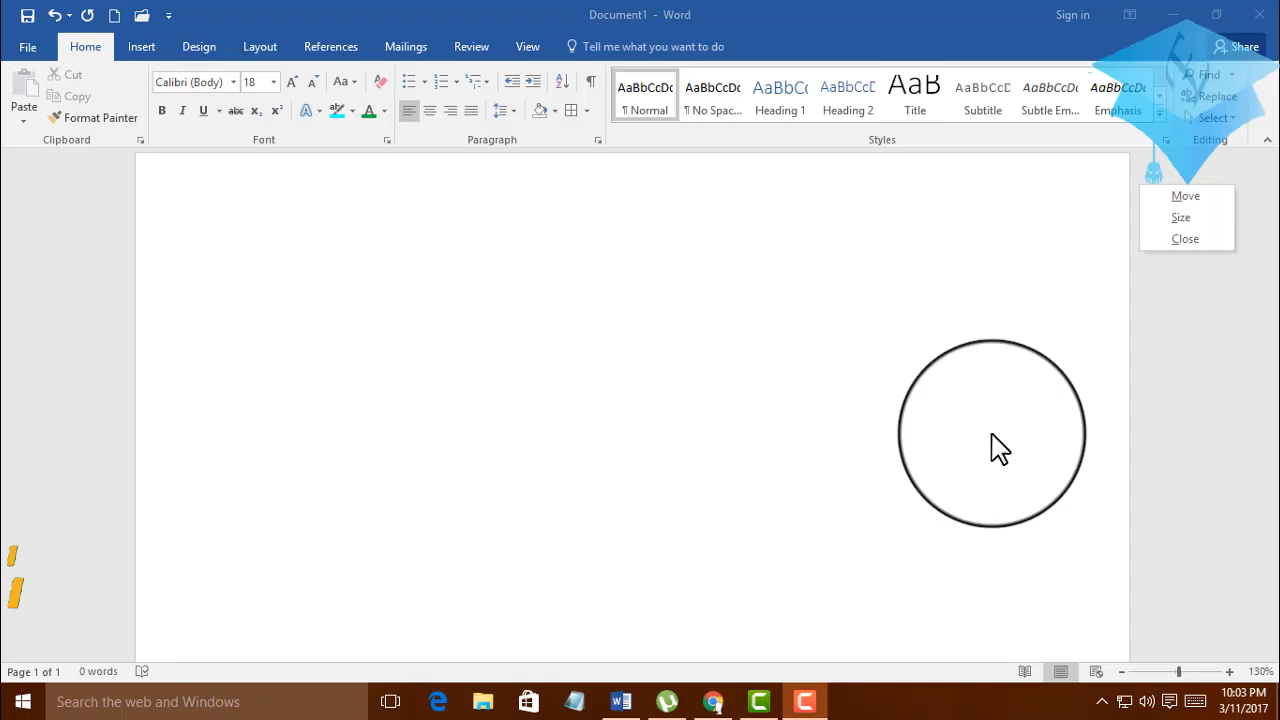 Document1 - Word
Sign in
File Home Insert Design Layout References Mailings Review View Tell me what you want to do Share
Paste
Cut
Copy
Format Painter
Clipboard
Calibri (Body) 18 Aa
B I U abc X₂ X² A A
Font
Paragraph
AaBbCcDc AaBbCcDc AaBbCc AaBbCcD AaB AaBbCcD AaBbCcDc AaBbCcDc
¶ Normal ¶ No Spac... Heading 1 Heading 2 Title Subtitle Subtle Em... Emphasis
Styles
Find
Replace
Select
Editing
Move
Size
Close
Page 1 of 1 0 words 130%
Search the web and Windows
10:03 PM
3/11/2017